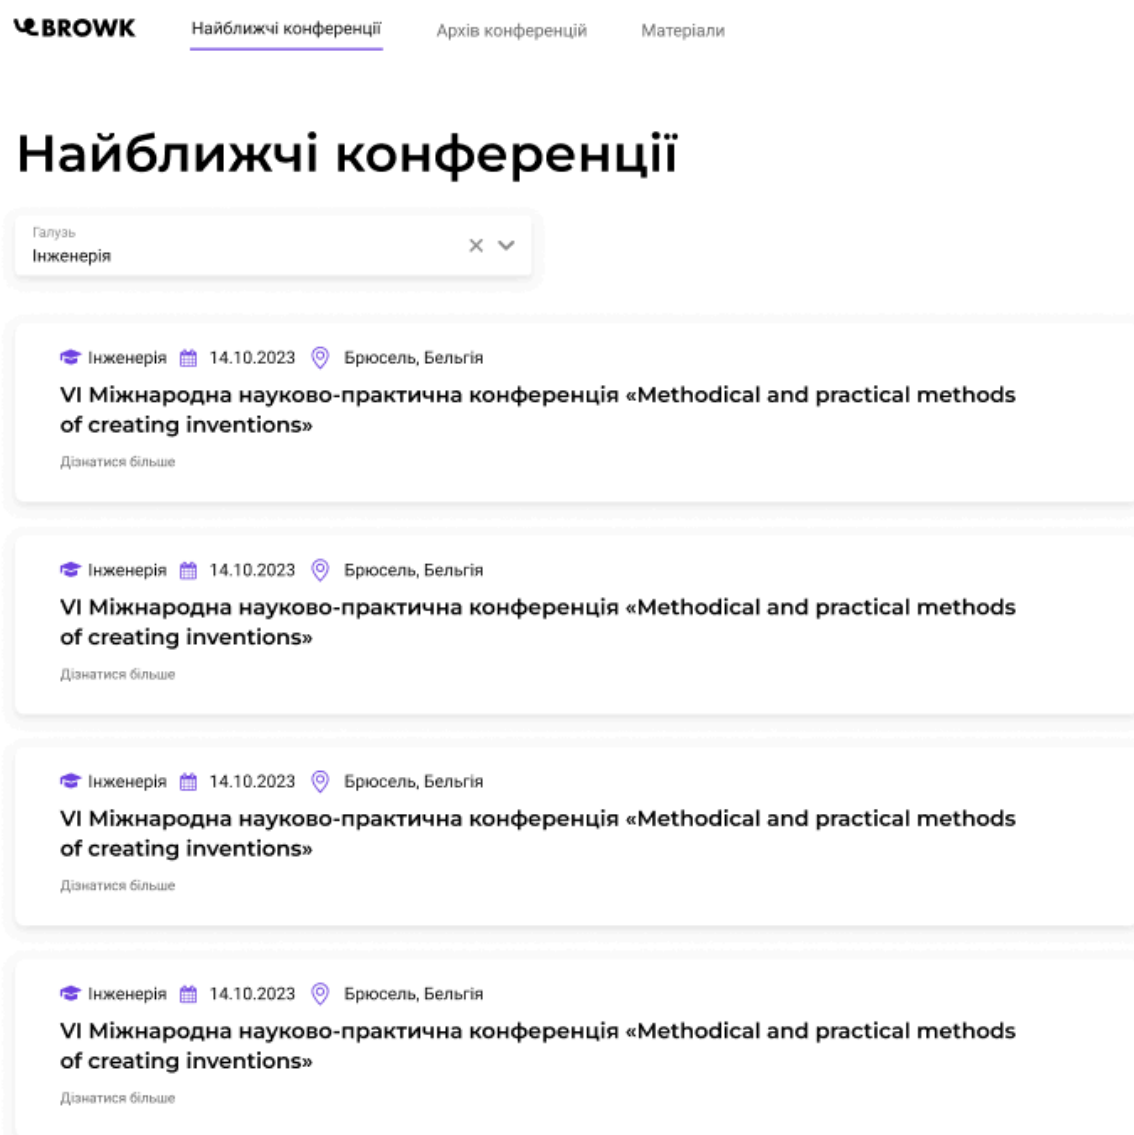 BROWK Найближчі конференції Архів конференцій Матеріали
Найближчі конференції
Галузь
Інженерія
Інженерія 14.10.2023 Брюсель, Бельгія
VI Міжнародна науково-практична конференція «Methodical and practical methods
of creating inventions»
Дізнатися більше
Інженерія 14.10.2023 Брюсель, Бельгія
VI Міжнародна науково-практична конференція «Methodical and practical methods
of creating inventions»
Дізнатися більше
Інженерія 14.10.2023 Брюсель, Бельгія
VI Міжнародна науково-практична конференція «Methodical and practical methods
of creating inventions»
Дізнатися більше
Інженерія 14.10.2023 Брюсель, Бельгія
VI Міжнародна науково-практична конференція «Methodical and practical methods
of creating inventions»
Дізнатися більше